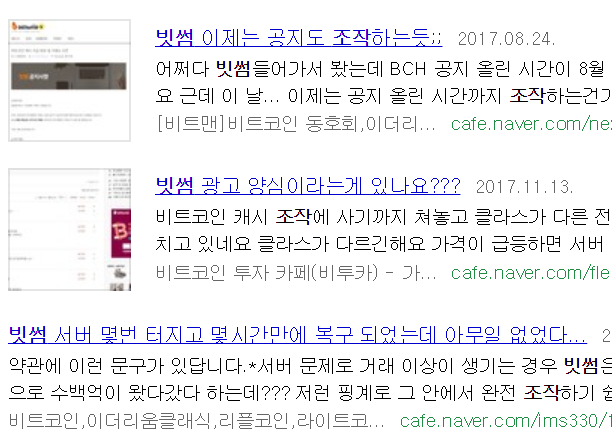 빗썸 이제는 공지도 조작하는듯;; 2017.08.24.
어쩌다 빗썸들어가서 봤는데 BCH 공지 올린 시간이 8월
요 근데 이 날... 이제는 공지 올린 시간까지 조작하는건가
[비트맨]비트코인 동호회,이더리... cafe.naver.com/ne
빗썸 광고 양심이라는게 있나요??? 2017.11.13.
비트코인 캐시 조작에 사기까지 쳐놓고 클라스가 다른 전
치고 있네요 클라스가 다르긴해요 가격이 급등하면 서버
비트코인 투자 카페(비투카) - 가... cafe.naver.com/fle
빗썸 서버 몇번 터지고 몇시간만에 복구 되었는데 아무일 없었다... 2
약관에 이런 문구가 있답니다.*서버 문제로 거래 이상이 생기는 경우 빗썸은
으로 수백억이 왔다갔다 하는데??? 저런 핑계로 그 안에서 완전 조작하기 쉽
비트코인,이더리움클래식,리플코인,라이트코... cafe.naver.com/ims330/1